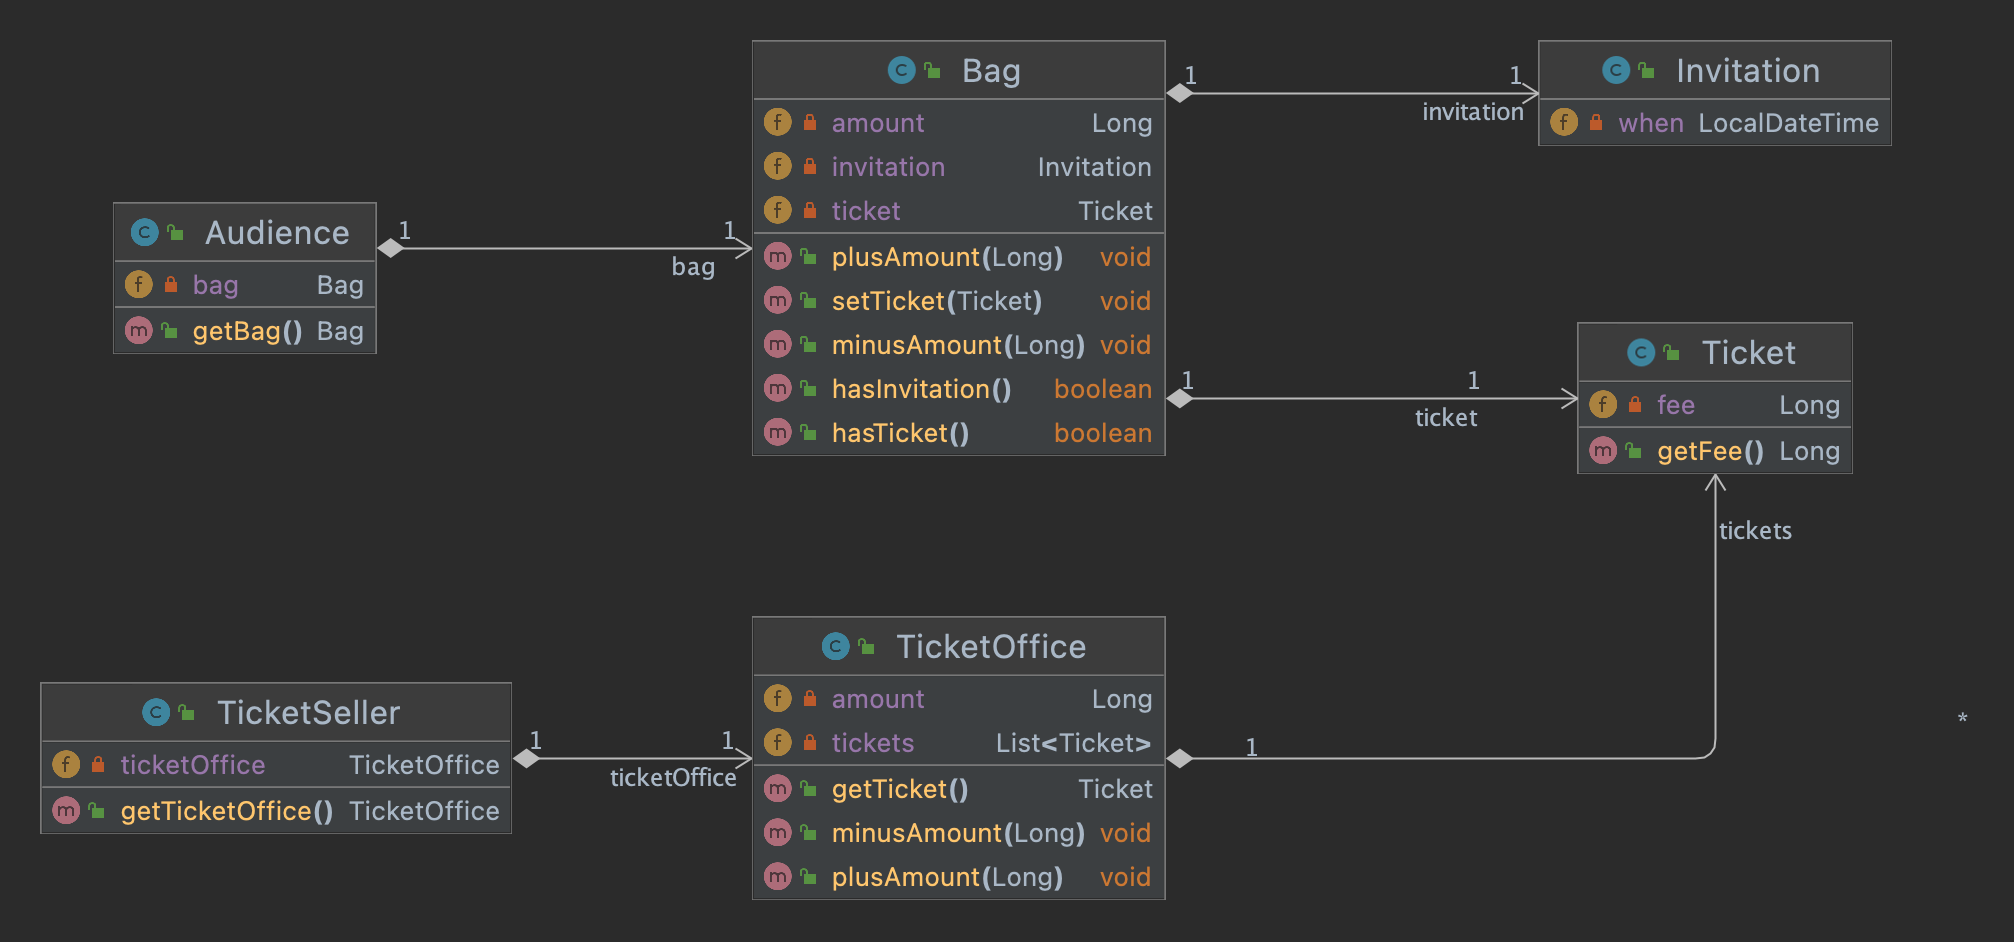 Bag
amount Long
invitation Invitation
ticket Ticket
plusAmount(Long) void
setTicket(Ticket) void
minusAmount(Long) void
hasInvitation() boolean
hasTicket() boolean
1 1
invitation
Invitation
when LocalDateTime
Audience
bag Bag
getBag() Bag
1 1
bag
1 1
ticket
Ticket
fee Long
getFee() Long
tickets
TicketSeller
ticketOffice TicketOffice
getTicketOffice() TicketOffice
1 1
ticketOffice
TicketOffice
amount Long
tickets List<Ticket>
getTicket() Ticket
minusAmount(Long) void
plusAmount(Long) void
1
*